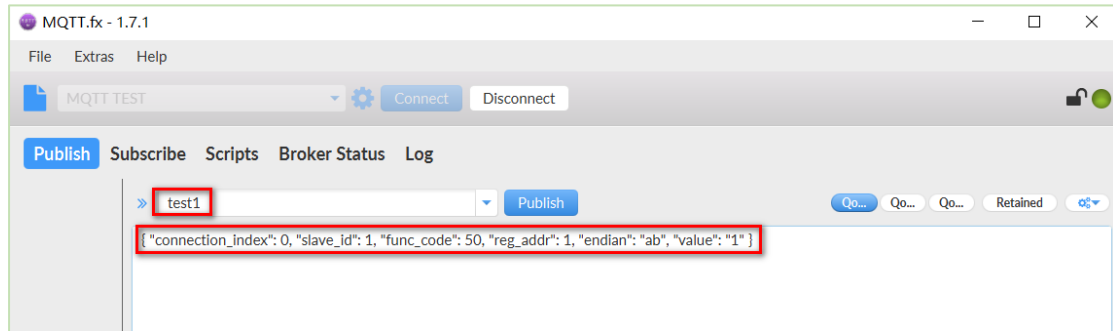 MQTT.fx - 1.7.1
File Extras Help
MQTT TEST Connect Disconnect
Publish Subscribe Scripts Broker Status Log
» test1 Publish Qo... Qo... Qo... Retained
{ "connection_index": 0, "slave_id": 1, "func_code": 50, "reg_addr": 1, "endian": "ab", "value": "1" }